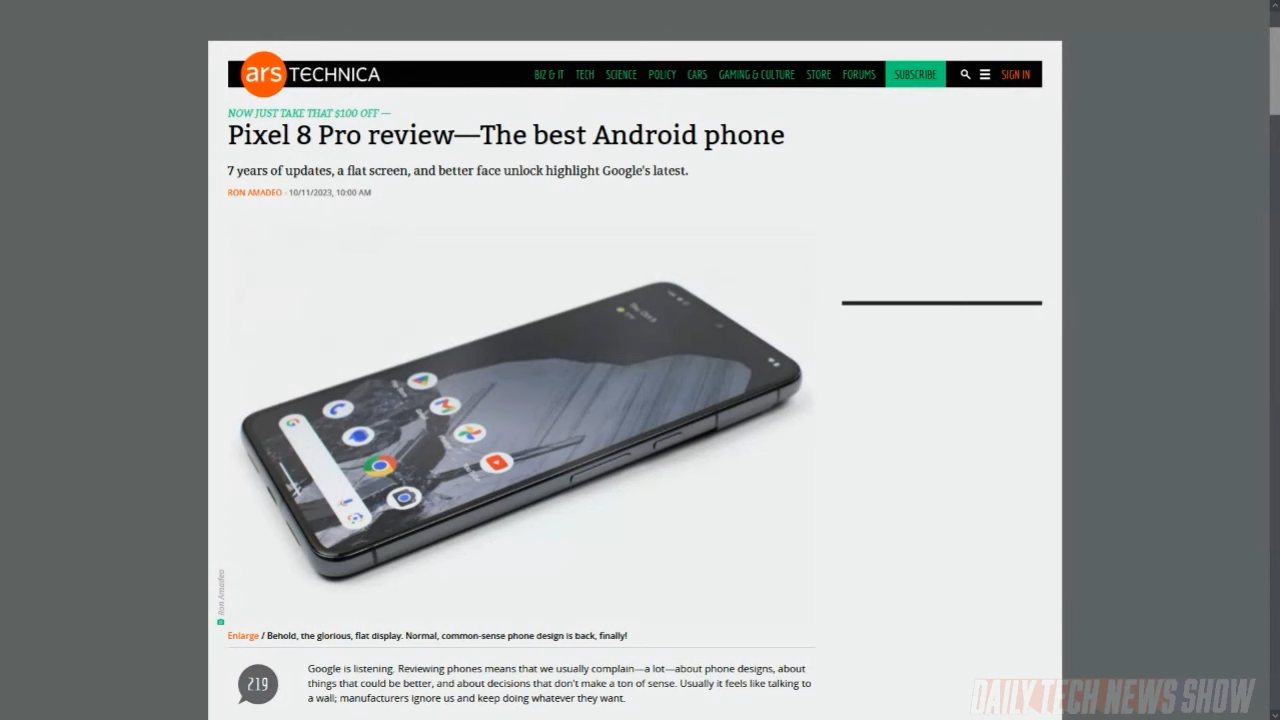 ars TECHNICA
BIZ & IT TECH SCIENCE POLICY CARS GAMING & CULTURE STORE FORUMS SUBSCRIBE SIGN IN
NOW JUST TAKE THAT $100 OFF —
Pixel 8 Pro review—The best Android phone
7 years of updates, a flat screen, and better face unlock highlight Google's latest.
RON AMADEO - 10/11/2023, 10:00 AM
Ron Amadeo
Enlarge / Behold, the glorious, flat display. Normal, common-sense phone design is back, finally!
219
Google is listening. Reviewing phones means that we usually complain—a lot—about phone designs, about
things that could be better, and about decisions that don't make a ton of sense. Usually it feels like talking to
a wall; manufacturers ignore us and keep doing whatever they want.
DAILY TECH NEWS SHOW